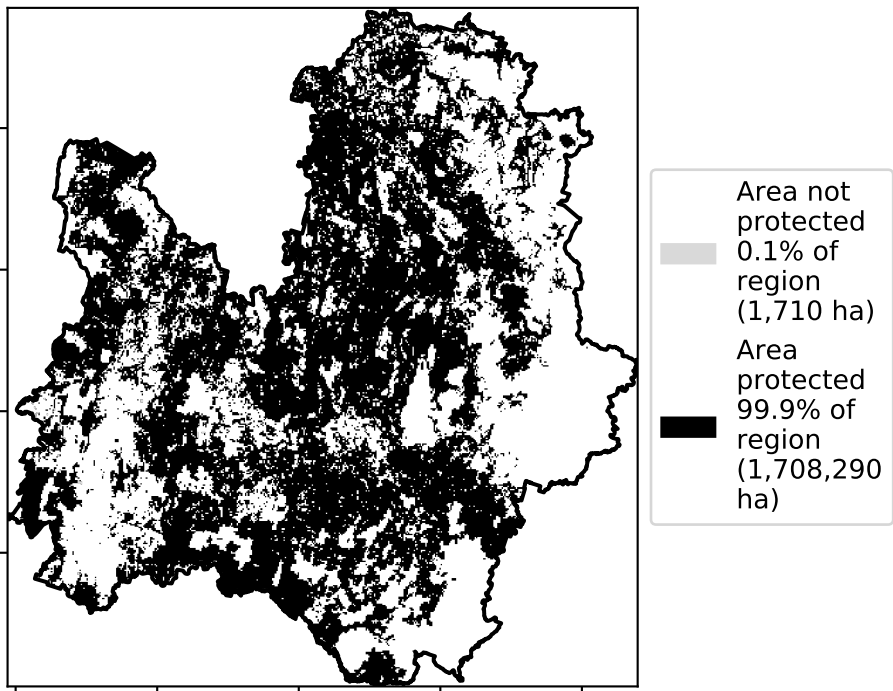 Area not
protected
0.1% of
region
(1,710 ha)
Area
protected
99.9% of
region
(1,708,290
ha)